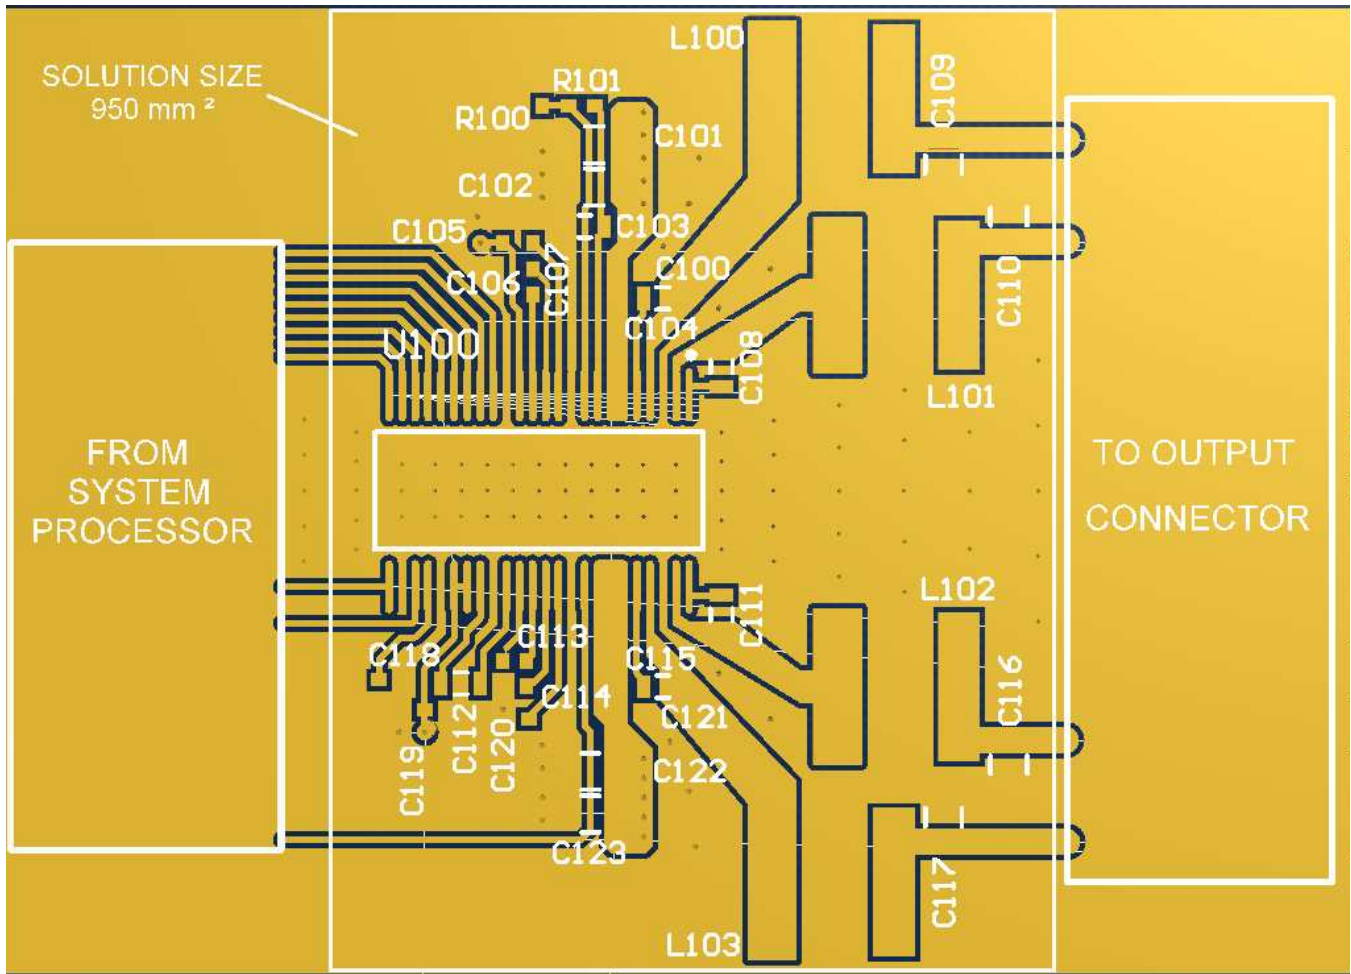 L100
SOLUTION SIZE
950 mm ²
C109
R101
R100
C101
C102
C105
C103
C106
C107
C100
C110
U100
C104
C108
L101
FROM
SYSTEM
PROCESSOR
TO OUTPUT
CONNECTOR
L102
C111
C118
C113
C115
C116
C114
C121
C119
C112
C120
C122
C123
C117
L103